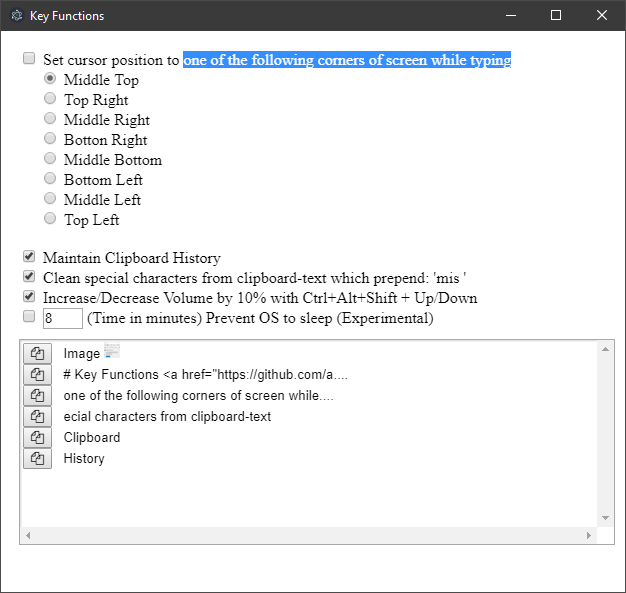 Key Functions
Set cursor position to one of the following corners of screen while typing
Middle Top
Top Right
Middle Right
Botton Right
Middle Bottom
Bottom Left
Middle Left
Top Left
Maintain Clipboard History
Clean special characters from clipboard-text which prepend: 'mis '
Increase/Decrease Volume by 10% with Ctrl+Alt+Shift + Up/Down
8 (Time in minutes) Prevent OS to sleep (Experimental)
Image
# Key Functions <a href="https://github.com/a....
one of the following corners of screen while....
ecial characters from clipboard-text
Clipboard
History